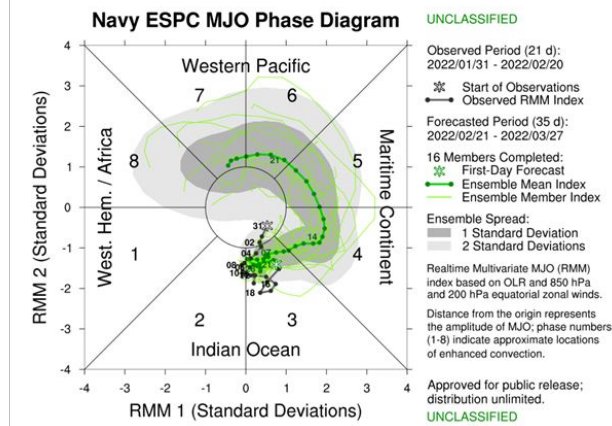 Navy ESPC MJO Phase Diagram
UNCLASSIFIED
Observed Period (21 d):
2022/01/31 - 2022/02/20
Start of Observations
Observed RMM Index
Forecasted Period (35 d):
2022/02/21 - 2022/03/27
16 Members Completed:
First-Day Forecast
Ensemble Mean Index
Ensemble Member Index
Ensemble Spread:
1 Standard Deviation
2 Standard Deviations
Realtime Multivariate MJO (RMM)
index based on OLR and 850 hPa
and 200 hPa equatorial zonal winds.
Distance from the origin represents
the amplitude of MJO; phase numbers
(1-8) indicate approximate locations
of enhanced convection.
Approved for public release;
distribution unlimited.
UNCLASSIFIED
RMM 2 (Standard Deviations)
4
3
2
1
0
-1
-2
-3
-4
Western Pacific
7
6
8
5
West. Hem. / Africa
Maritime Continent
1
4
2
3
Indian Ocean
21
14
31
02
04
08
10
18
-4
-3
-2
-1
0
1
2
3
4
RMM 1 (Standard Deviations)